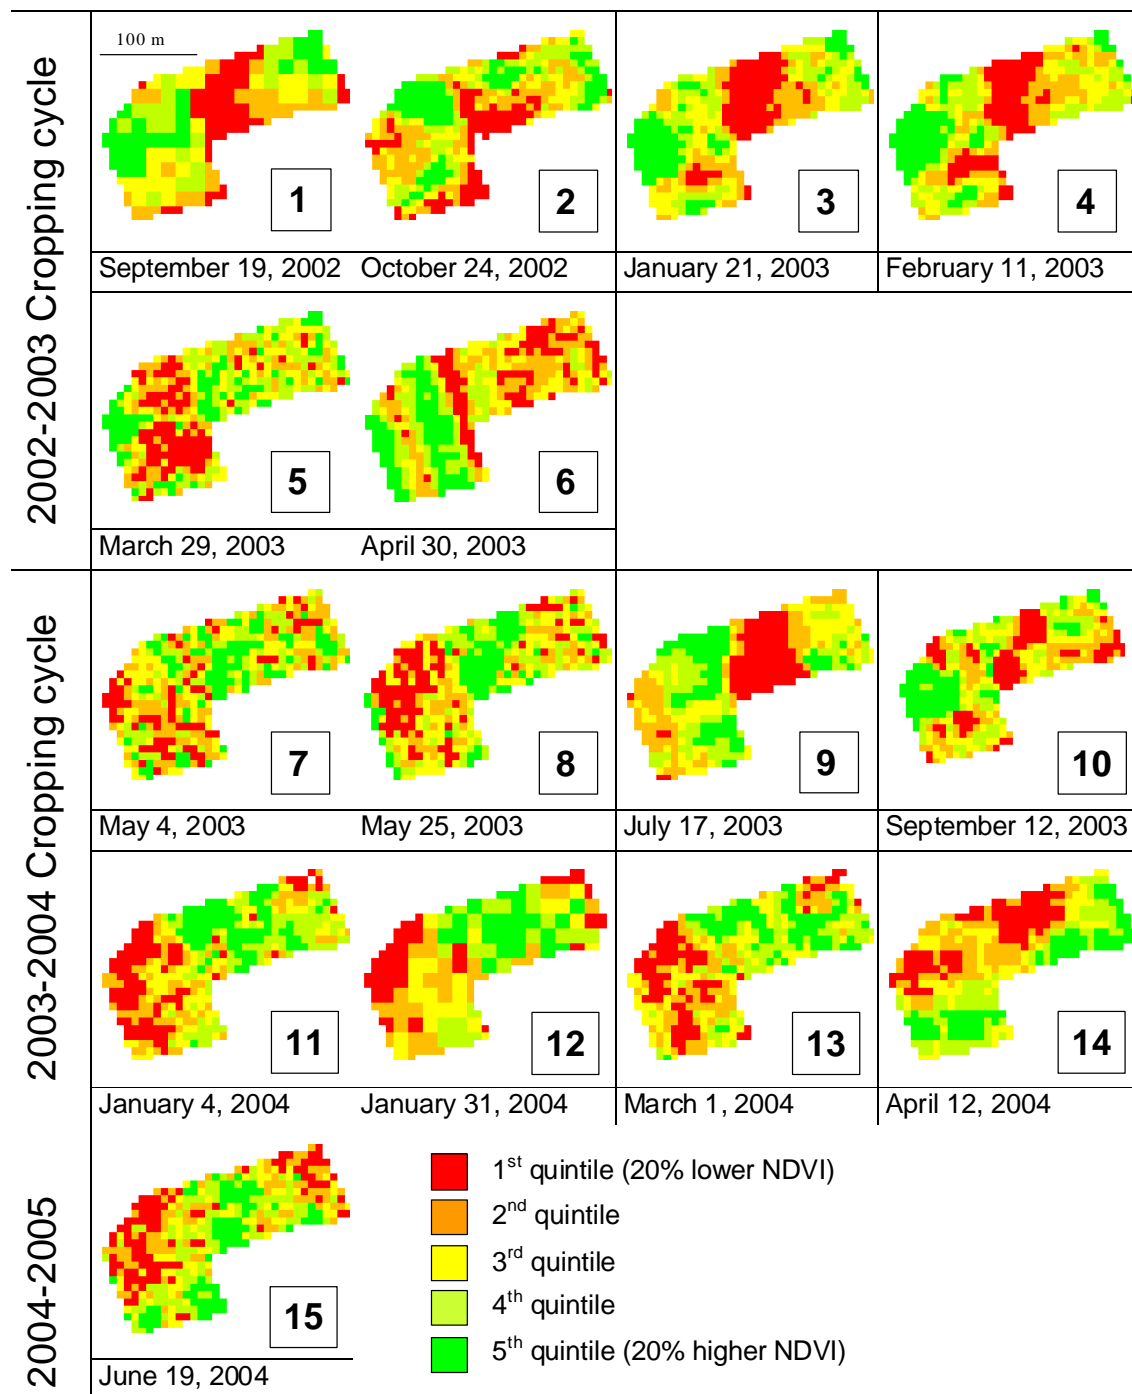 2002-2003 Cropping cycle
100 m
1
2
3
4
September 19, 2002
October 24, 2002
January 21, 2003
February 11, 2003
5
6
March 29, 2003
April 30, 2003
2003-2004 Cropping cycle
7
8
9
10
May 4, 2003
May 25, 2003
July 17, 2003
September 12, 2003
11
12
13
14
January 4, 2004
January 31, 2004
March 1, 2004
April 12, 2004
2004-2005
15
June 19, 2004
1st quintile (20% lower NDVI)
2nd quintile
3rd quintile
4th quintile
5th quintile (20% higher NDVI)